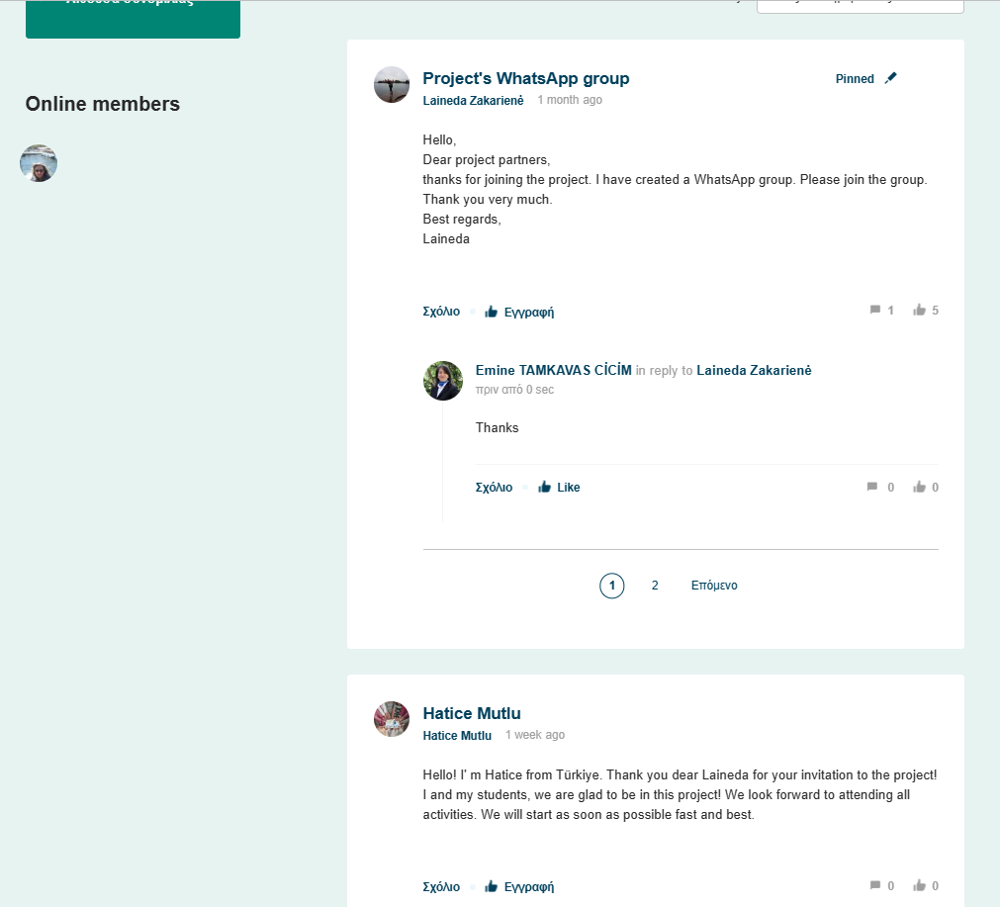 Online members
Project's WhatsApp group
Pinned
Laineda Zakarienė 1 month ago
Hello,
Dear project partners,
thanks for joining the project. I have created a WhatsApp group. Please join the group.
Thank you very much.
Best regards,
Laineda
Σχόλιο Εγγραφή 1 5
Emine TAMKAVAS CİCİM in reply to Laineda Zakarienė
πριν από 0 sec
Thanks
Σχόλιο Like 0 0
1 2 Επόμενο
Hatice Mutlu
Hatice Mutlu 1 week ago
Hello! I' m Hatice from Türkiye. Thank you dear Laineda for your invitation to the project!
I and my students, we are glad to be in this project! We look forward to attending all
activities. We will start as soon as possible fast and best.
Σχόλιο Εγγραφή 0 0